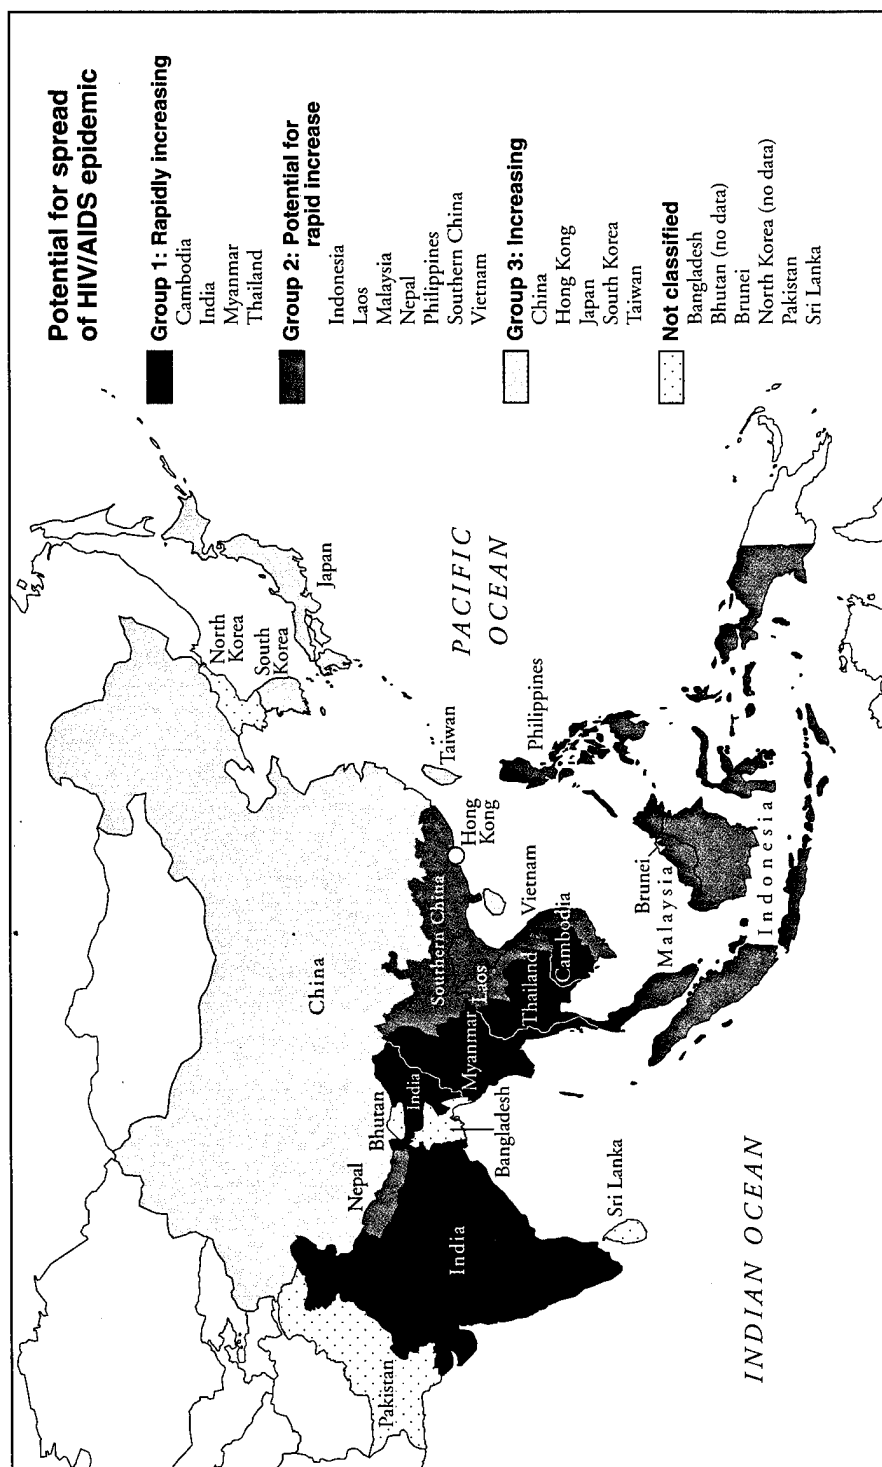 Potential for spread
of HIV/AIDS epidemic
Group 1: Rapidly increasing
Cambodia
India
Myanmar
Thailand
Group 2: Potential for
rapid increase
Indonesia
Laos
Malaysia
Nepal
Philippines
Southern China
Vietnam
Group 3: Increasing
China
Hong Kong
Japan
South Korea
Taiwan
Not classified
Bangladesh
Bhutan (no data)
Brunei
North Korea (no data)
Pakistan
Sri Lanka
North
Korea
South
Korea
Japan
China
PACIFIC
OCEAN
Taiwan
Hong
Kong
Southern China
Philippines
Pakistan
Nepal
Bhutan
India
India
Bangladesh
Myanmar
Laos
Thailand
Vietnam
Cambodia
Sri Lanka
Brunei
Malaysia
Indonesia
INDIAN OCEAN